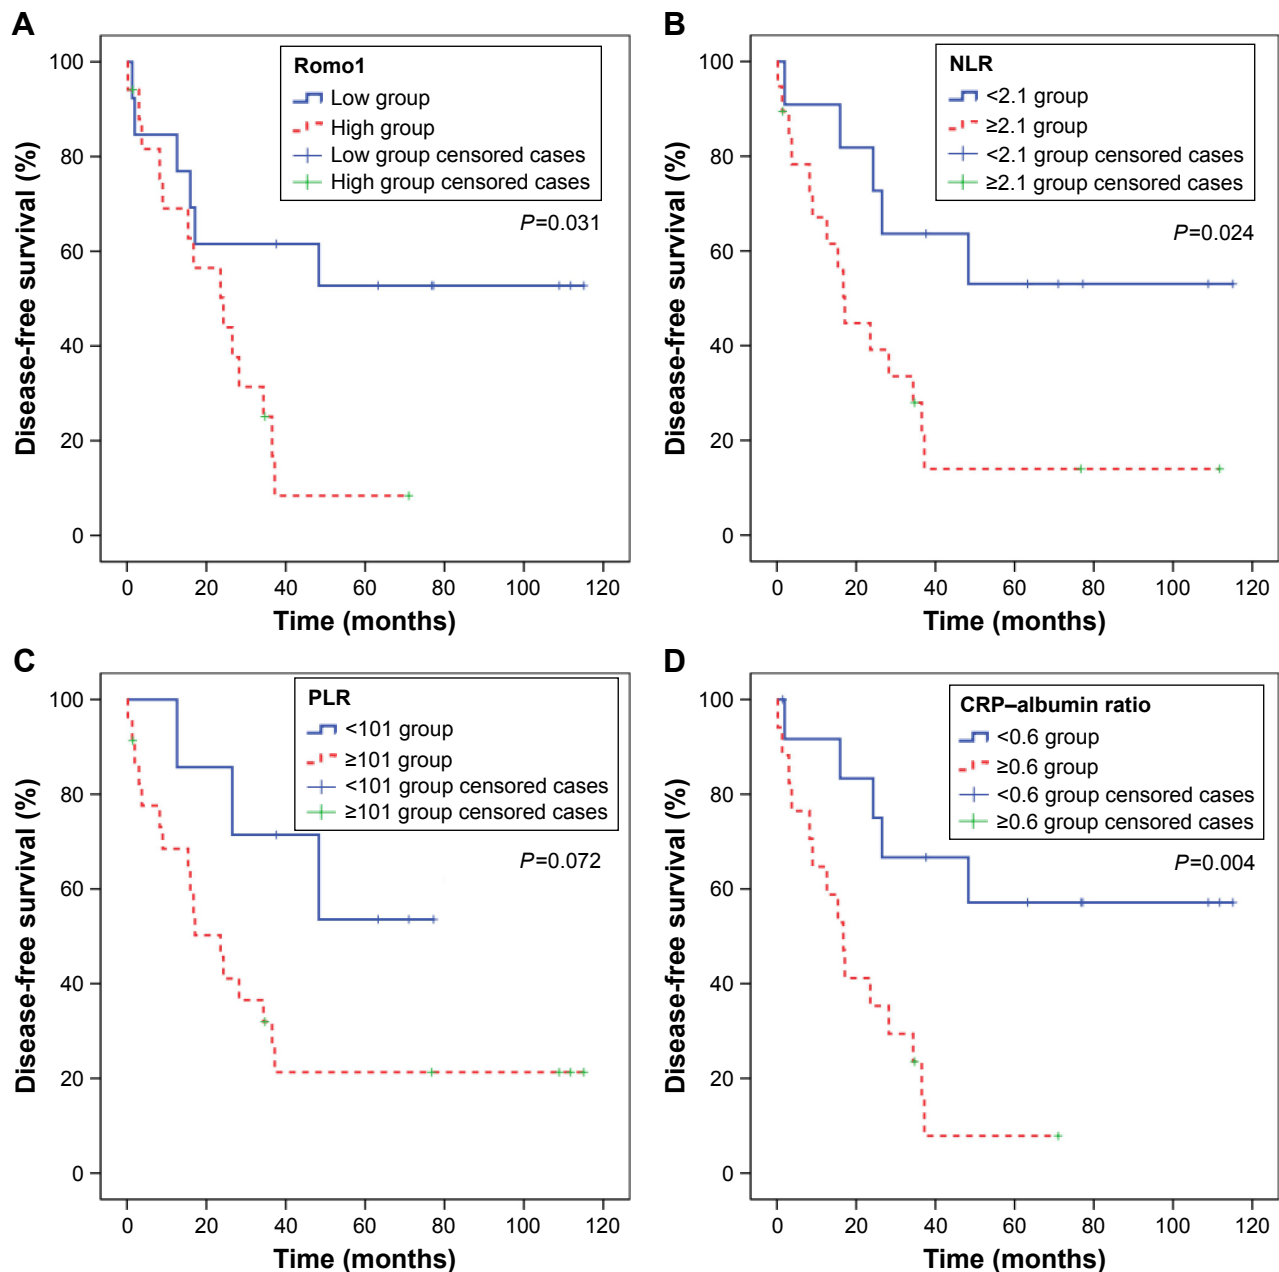 A
Romo1
Low group
High group
Low group censored cases
High group censored cases
P=0.031
Disease-free survival (%)
100
80
60
40
20
0
0 20 40 60 80 100 120
Time (months)
B
NLR
<2.1 group
≥2.1 group
<2.1 group censored cases
≥2.1 group censored cases
P=0.024
Disease-free survival (%)
100
80
60
40
20
0
0 20 40 60 80 100 120
Time (months)
C
PLR
<101 group
≥101 group
<101 group censored cases
≥101 group censored cases
P=0.072
Disease-free survival (%)
100
80
60
40
20
0
0 20 40 60 80 100 120
Time (months)
D
CRP–albumin ratio
<0.6 group
≥0.6 group
<0.6 group censored cases
≥0.6 group censored cases
P=0.004
Disease-free survival (%)
100
80
60
40
20
0
0 20 40 60 80 100 120
Time (months)